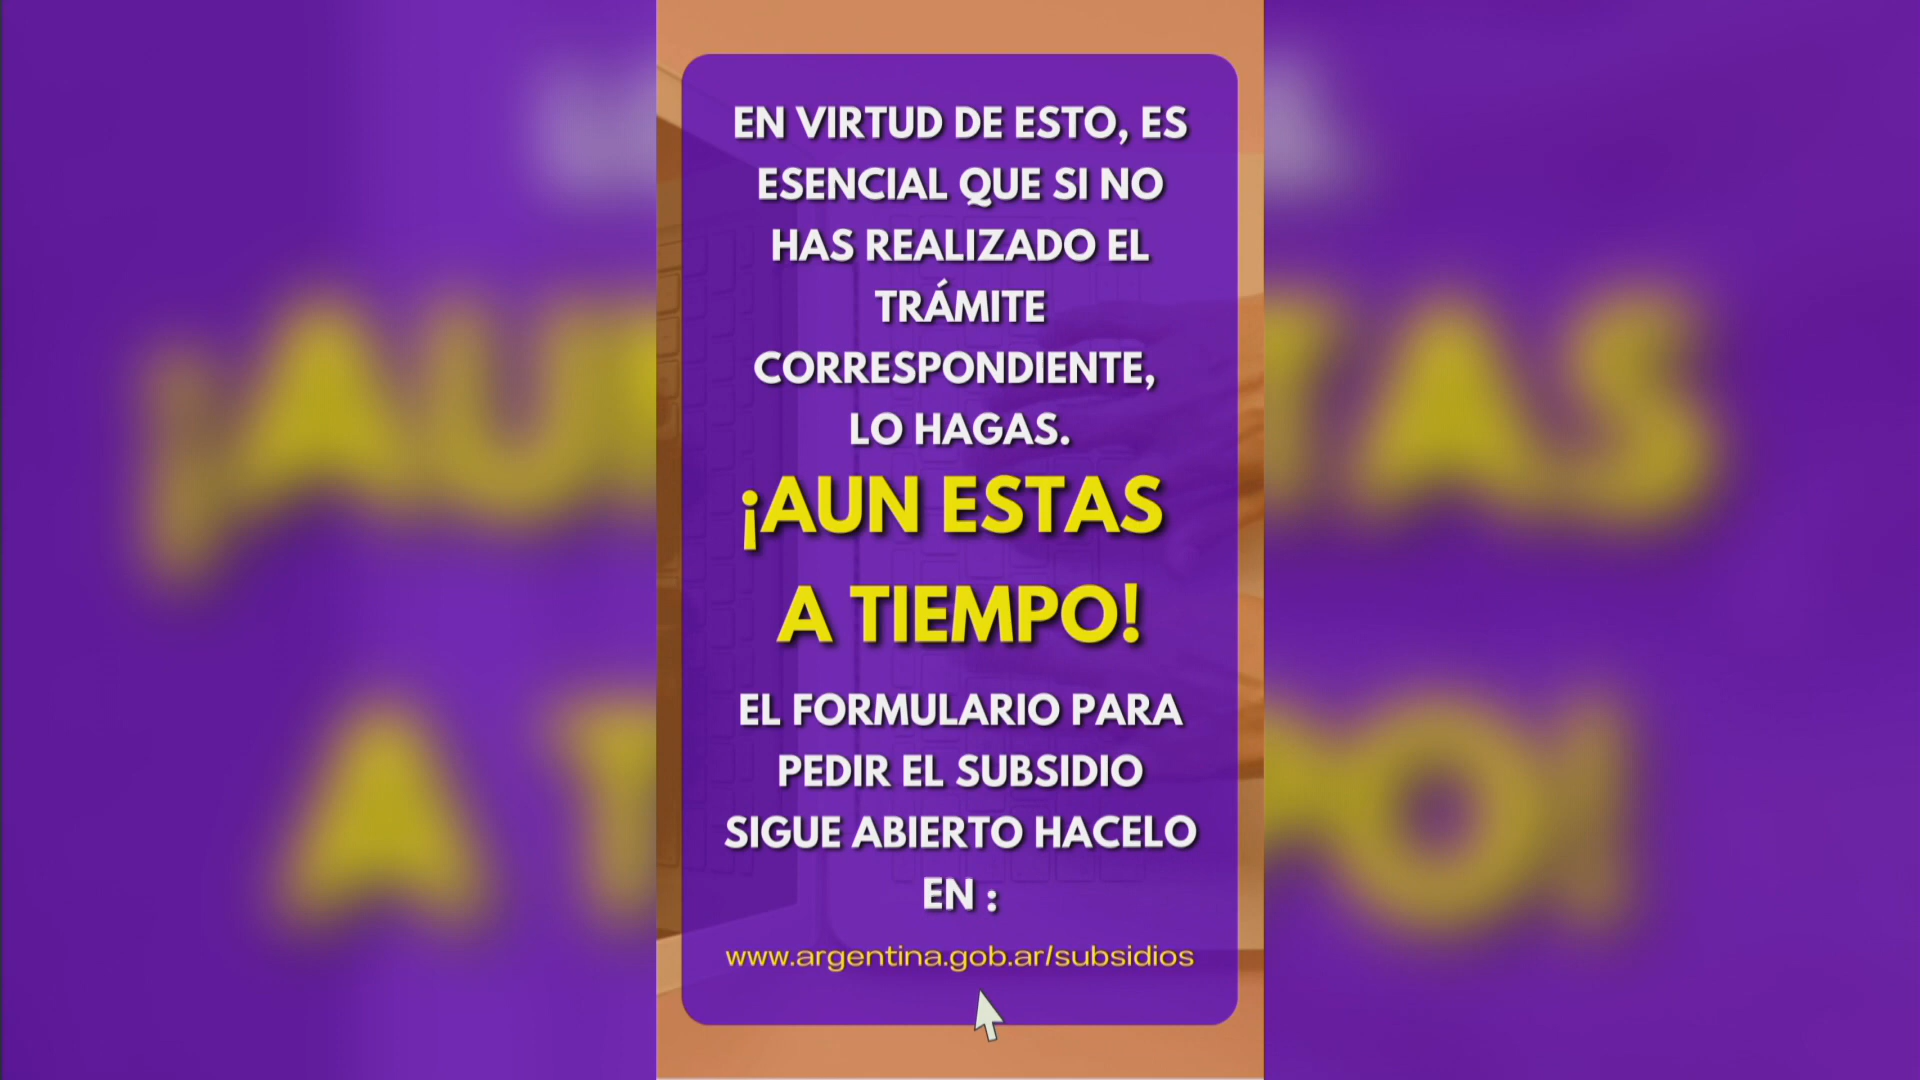 EN VIRTUD DE ESTO, ES
ESENCIAL QUE SI NO
HAS REALIZADO EL
TRÁMITE
CORRESPONDIENTE,
LO HAGAS.
¡AUN ESTAS
A TIEMPO!
EL FORMULARIO PARA
PEDIR EL SUBSIDIO
SIGUE ABIERTO HACELO
EN :
www.argentina.gob.ar/subsidios